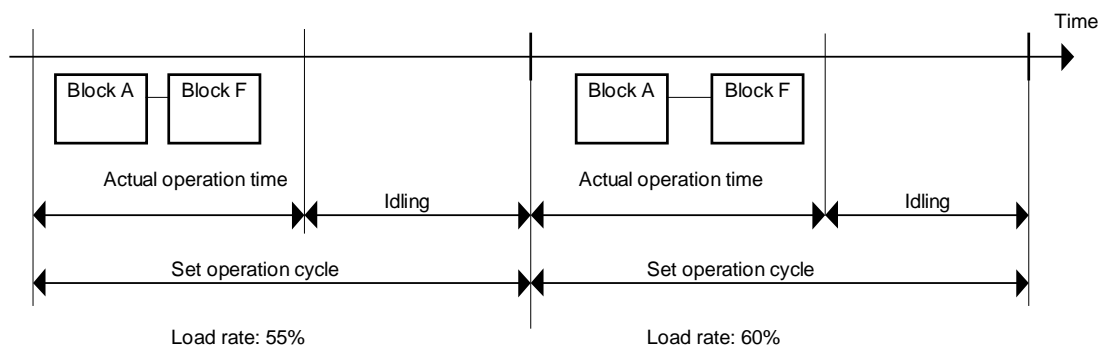 Time
Block A
Block F
Block A
Block F
Actual operation time
Actual operation time
Idling
Idling
Set operation cycle
Set operation cycle
Load rate: 55%
Load rate: 60%